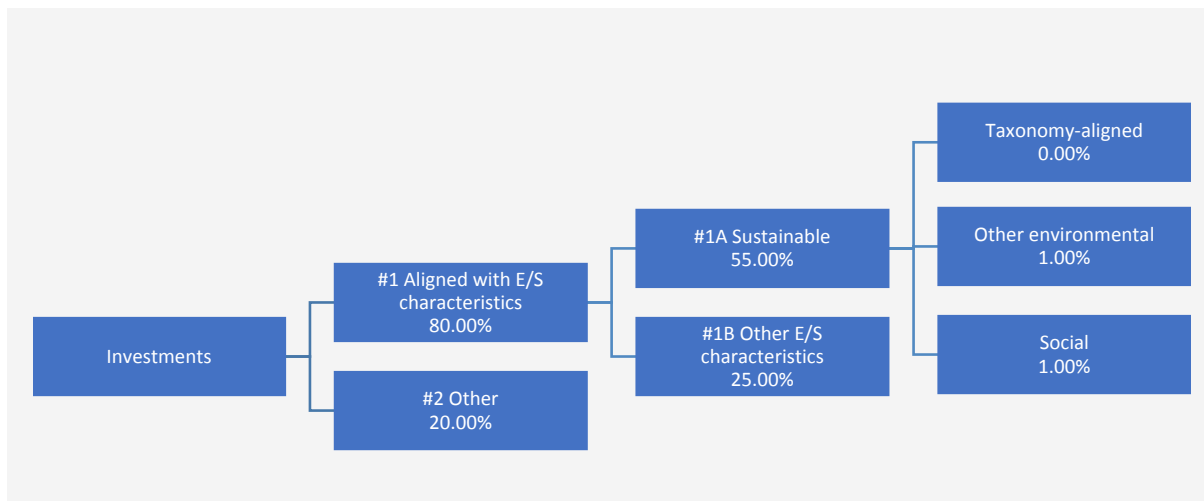 Investments
#1 Aligned with E/S
characteristics
80.00%
#2 Other
20.00%
#1A Sustainable
55.00%
#1B Other E/S
characteristics
25.00%
Taxonomy-aligned
0.00%
Other environmental
1.00%
Social
1.00%